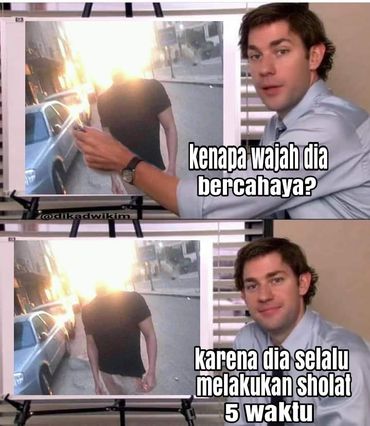 kenapa wajah dia
bercahaya?
@dikadwikim
karena dia selalu
melakukan sholat
5 waktu